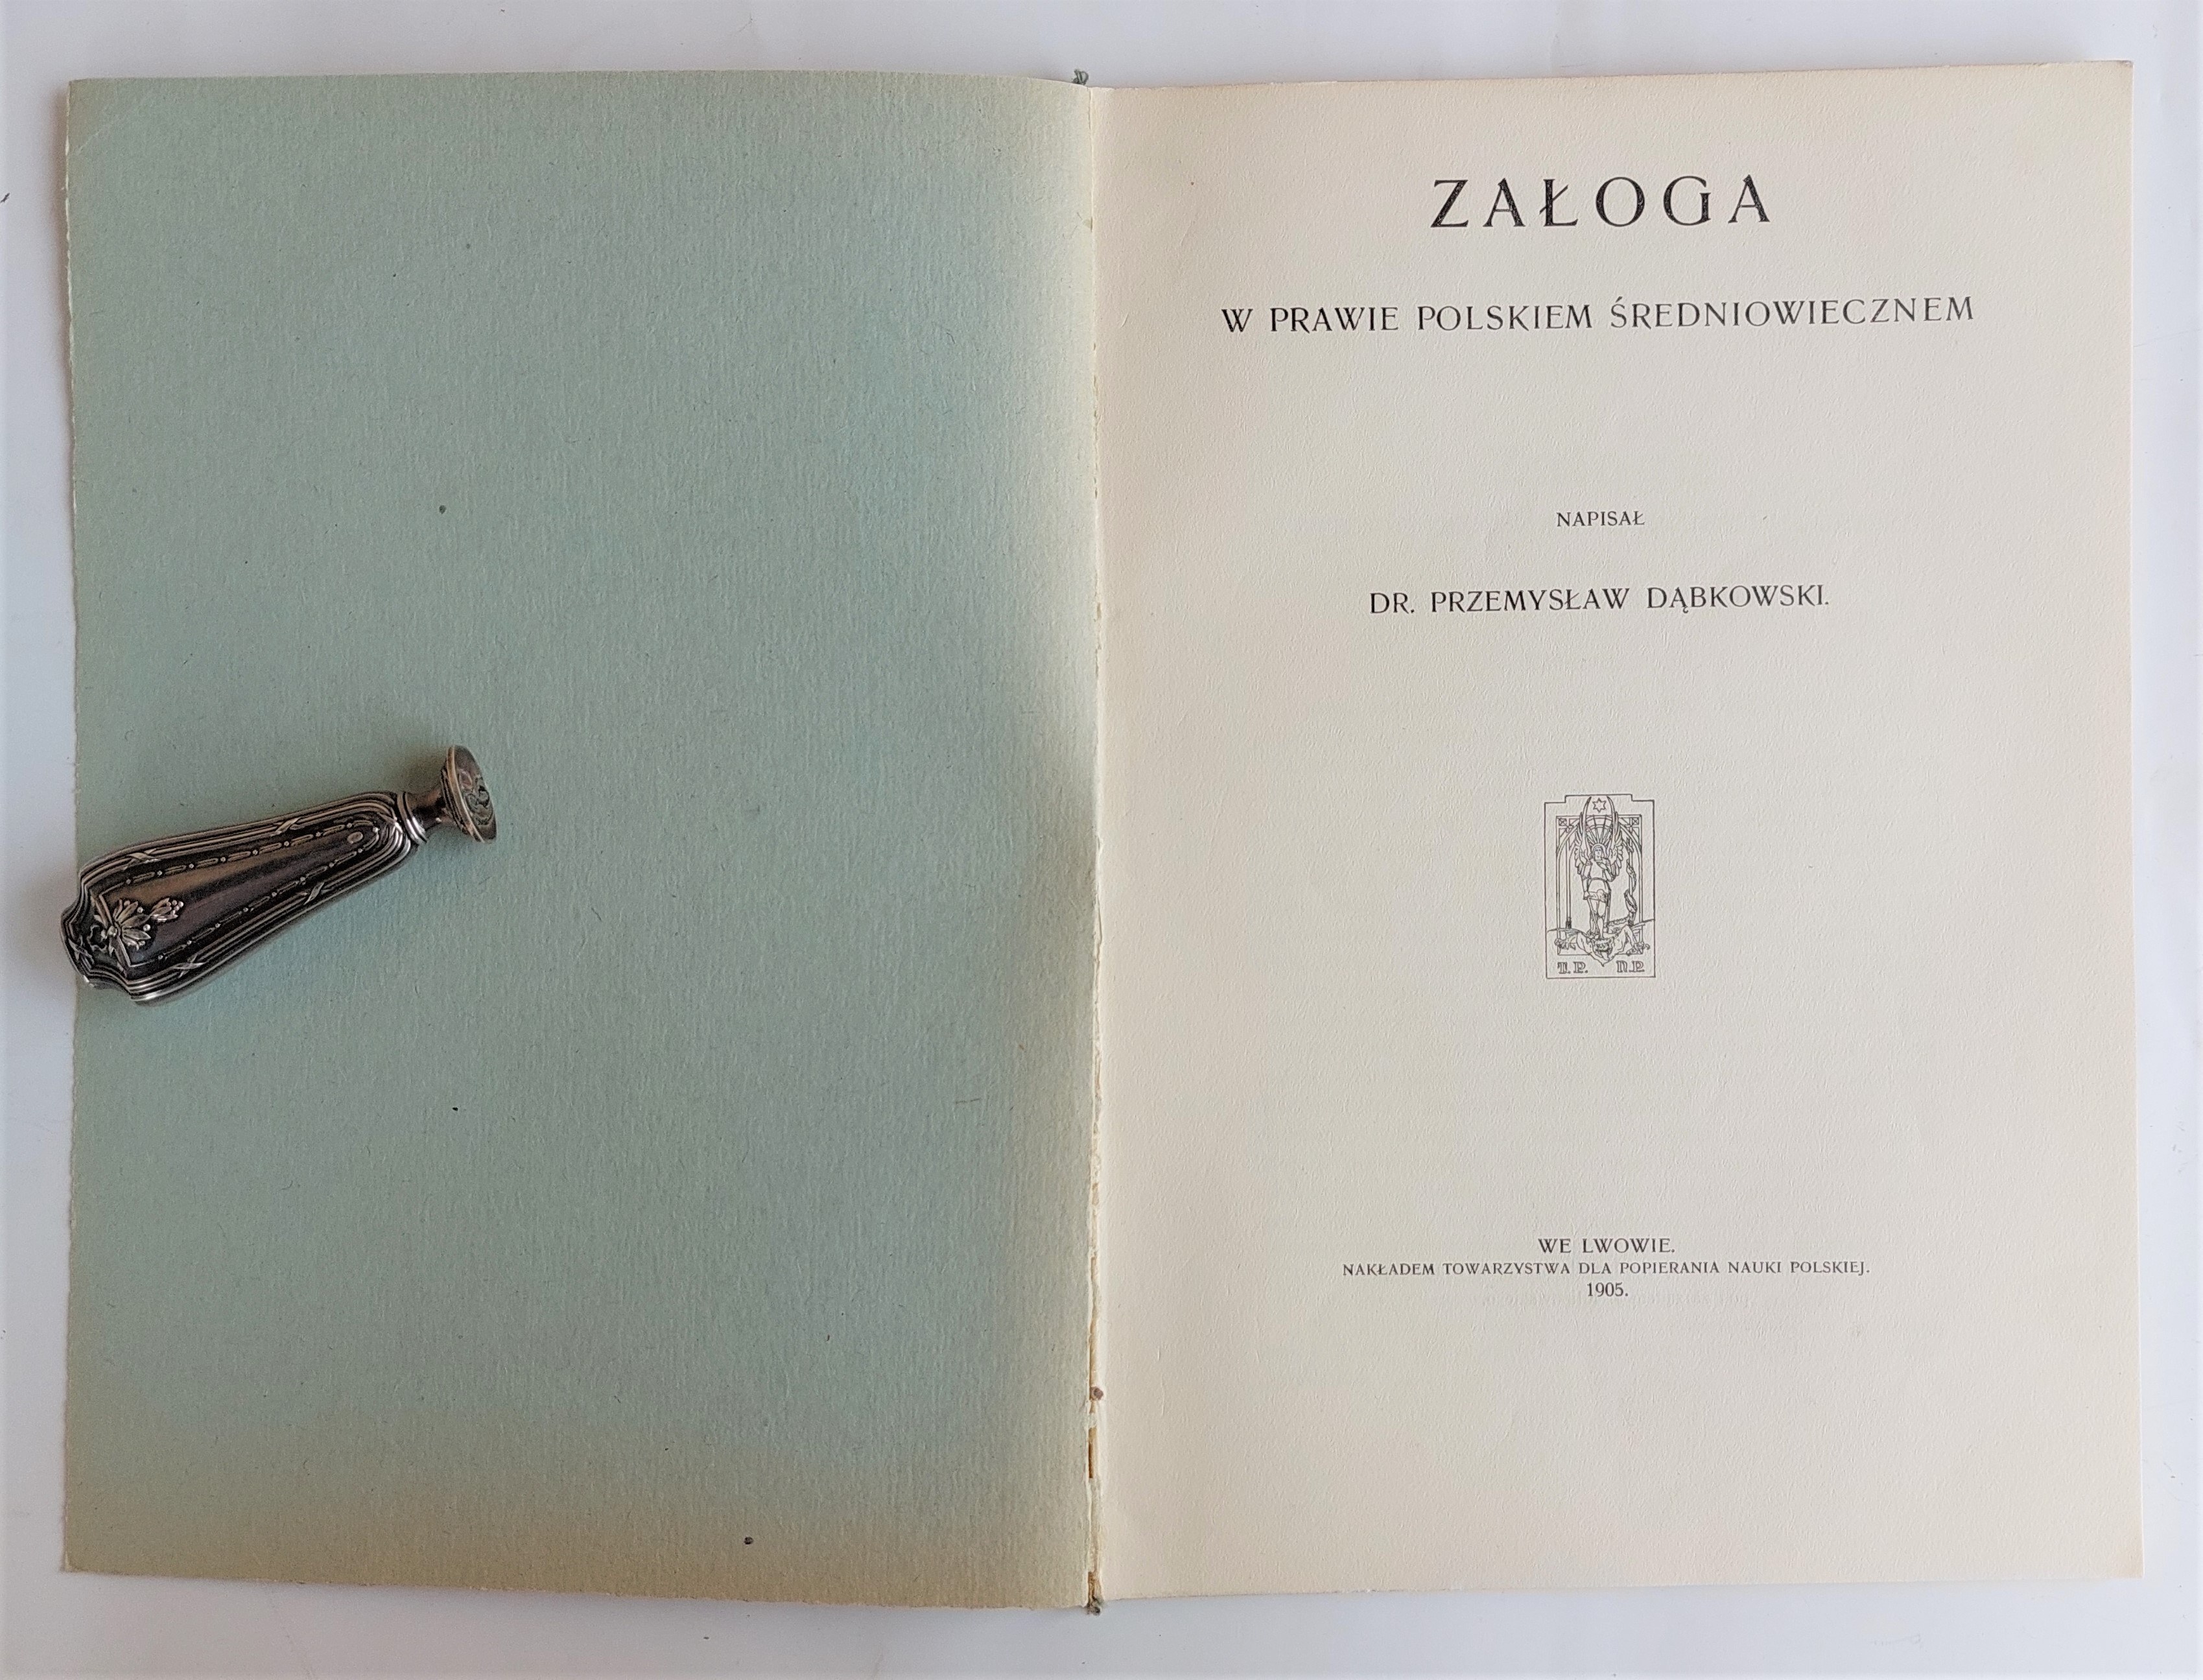 ZAŁOGA
W PRAWIE POLSKIEM ŚREDNIOWIECZNEM
NAPISAŁ
DR. PRZEMYSŁAW DĄBKOWSKI.
T. P. N. P.
WE LWOWIE.
NAKŁADEM TOWARZYSTWA DLA POPIERANIA NAUKI POLSKIEJ.
1905.